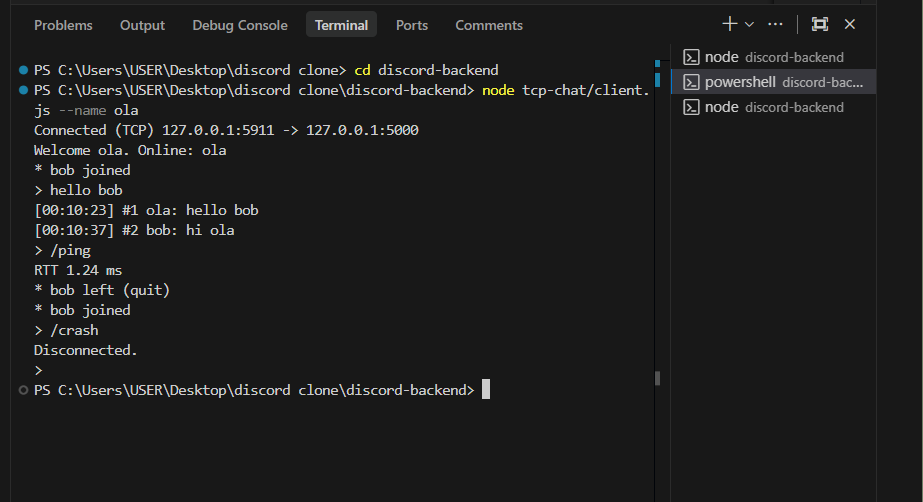 Problems Output Debug Console Terminal Ports Comments
PS C:\Users\USER\Desktop\discord clone> cd discord-backend
PS C:\Users\USER\Desktop\discord clone\discord-backend> node tcp-chat/client.
js --name ola
Connected (TCP) 127.0.0.1:5911 -> 127.0.0.1:5000
Welcome ola. Online: ola
* bob joined
> hello bob
[00:10:23] #1 ola: hello bob
[00:10:37] #2 bob: hi ola
> /ping
RTT 1.24 ms
* bob left (quit)
* bob joined
> /crash
Disconnected.
>
PS C:\Users\USER\Desktop\discord clone\discord-backend>
node discord-backend
powershell discord-bac...
node discord-backend